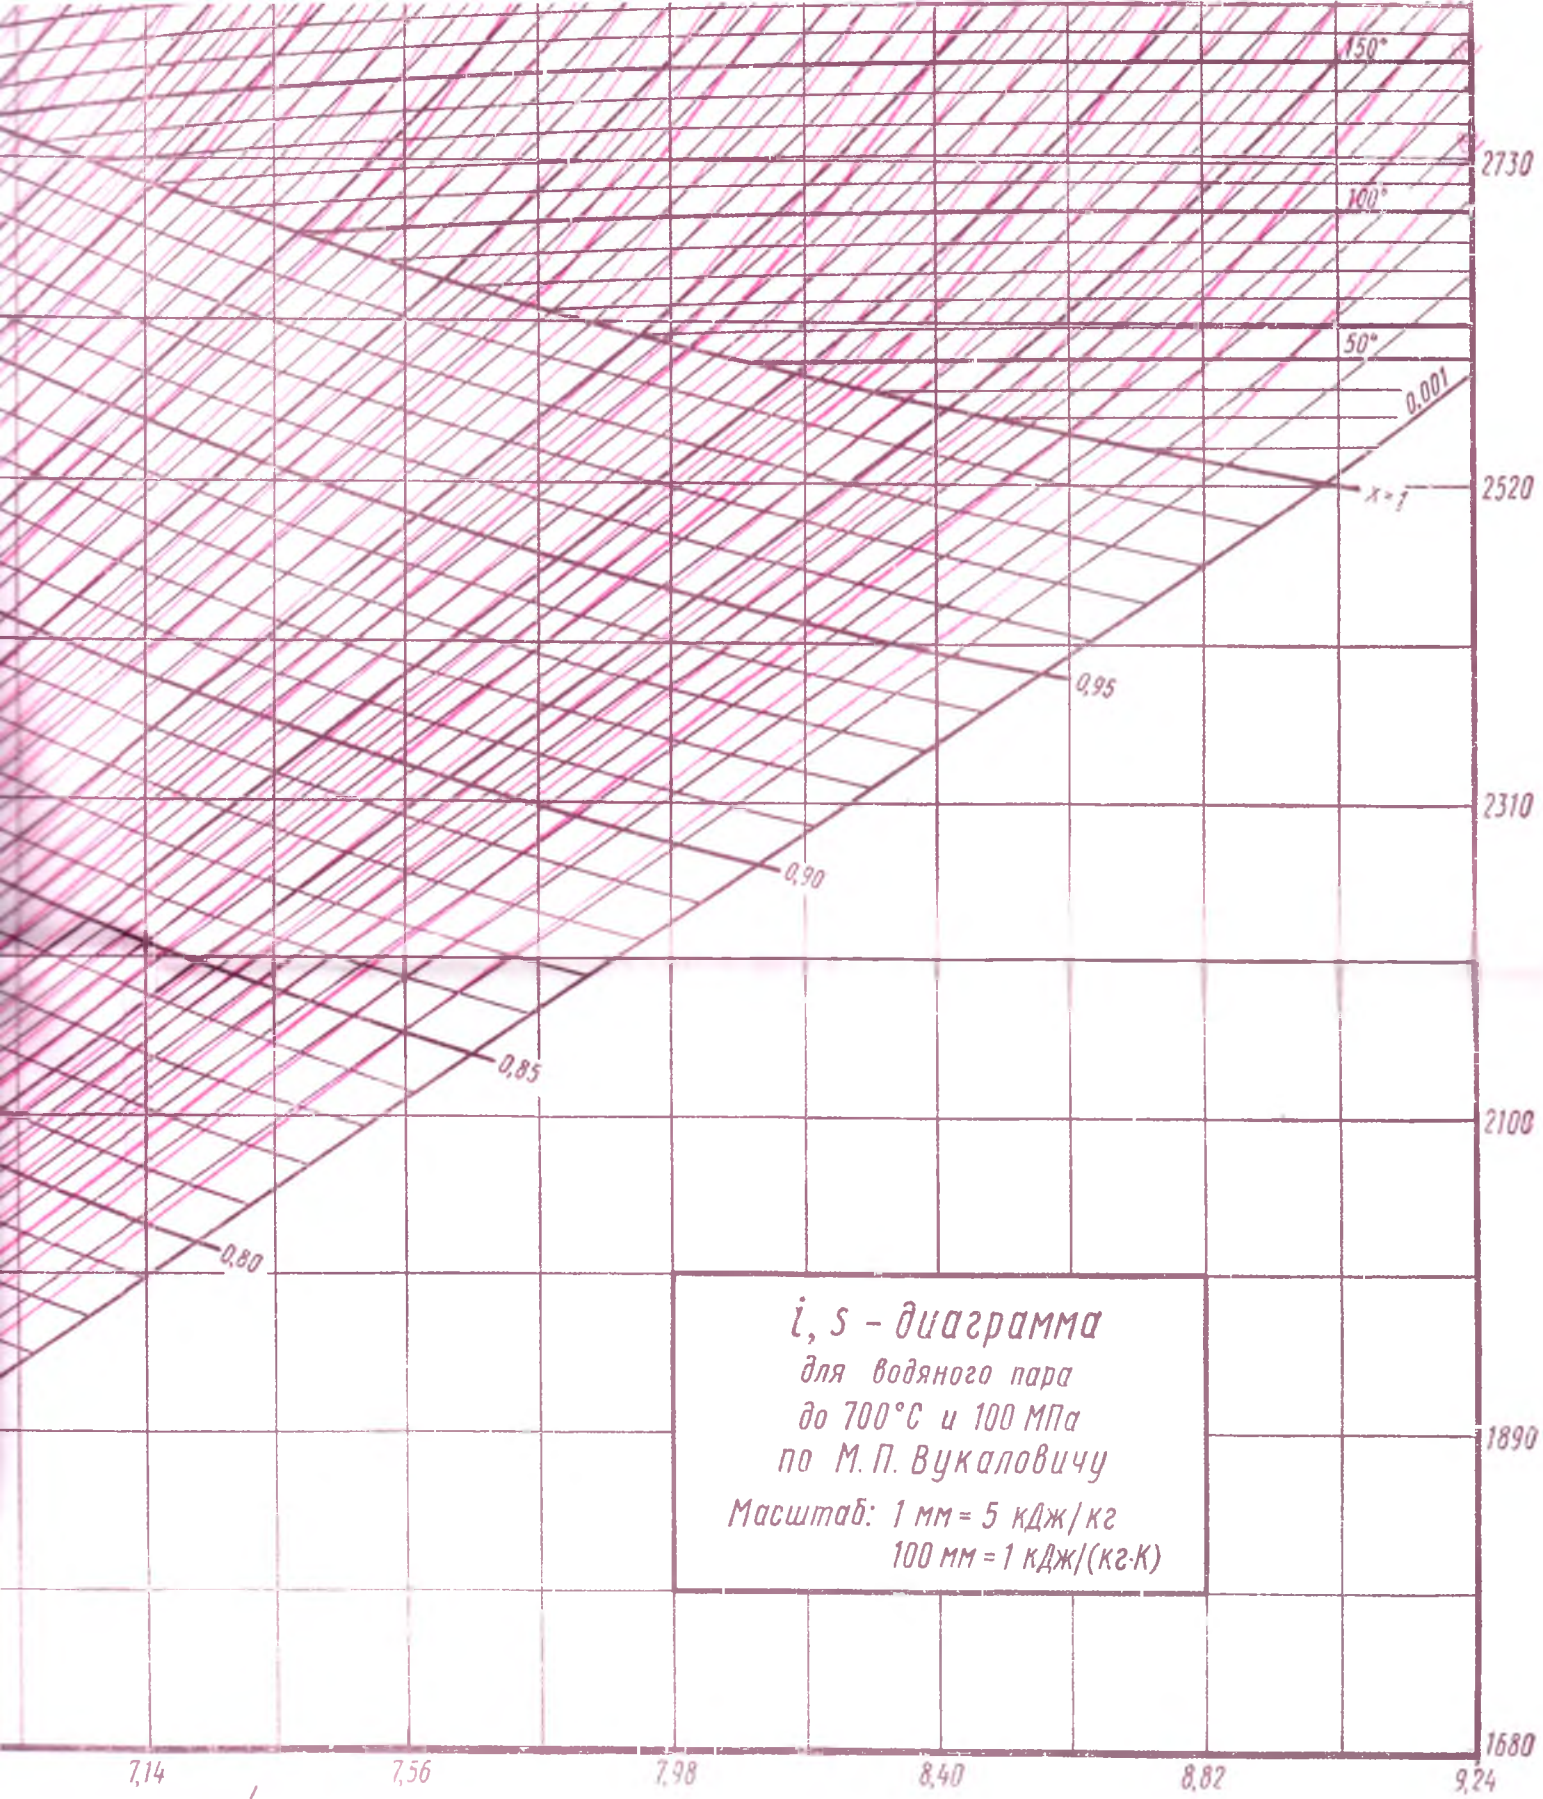 150°
2730
100°
50°
0,001
x=1
2520
0,95
2310
0,90
0,85
2100
0,80
i, s – диаграмма
для водяного пара
до 700°С и 100 МПа
по М.П. Вукаловичу
Масштаб: 1 мм = 5 кДж/кг
100 мм = 1 кДж/(кг·К)
1890
1680
7,14 7,56 7,98 8,40 8,82 9,24